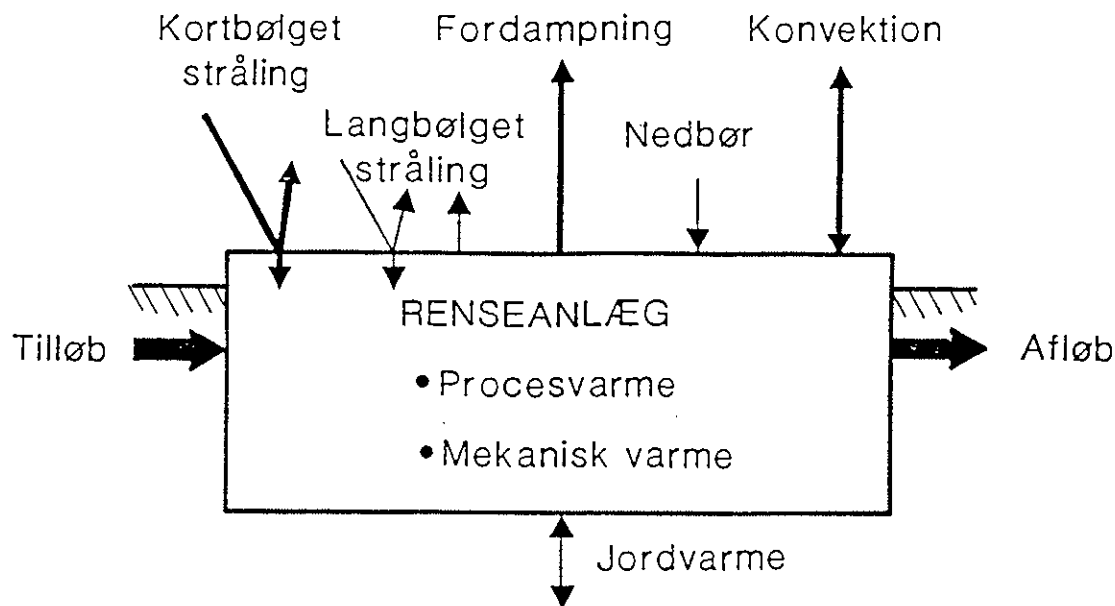 Kortbølget
stråling
Fordampning
Konvektion
Langbølget
stråling
Nedbør
RENSEANLÆG
Tilløb
Afløb
• Procesvarme
• Mekanisk varme
Jordvarme